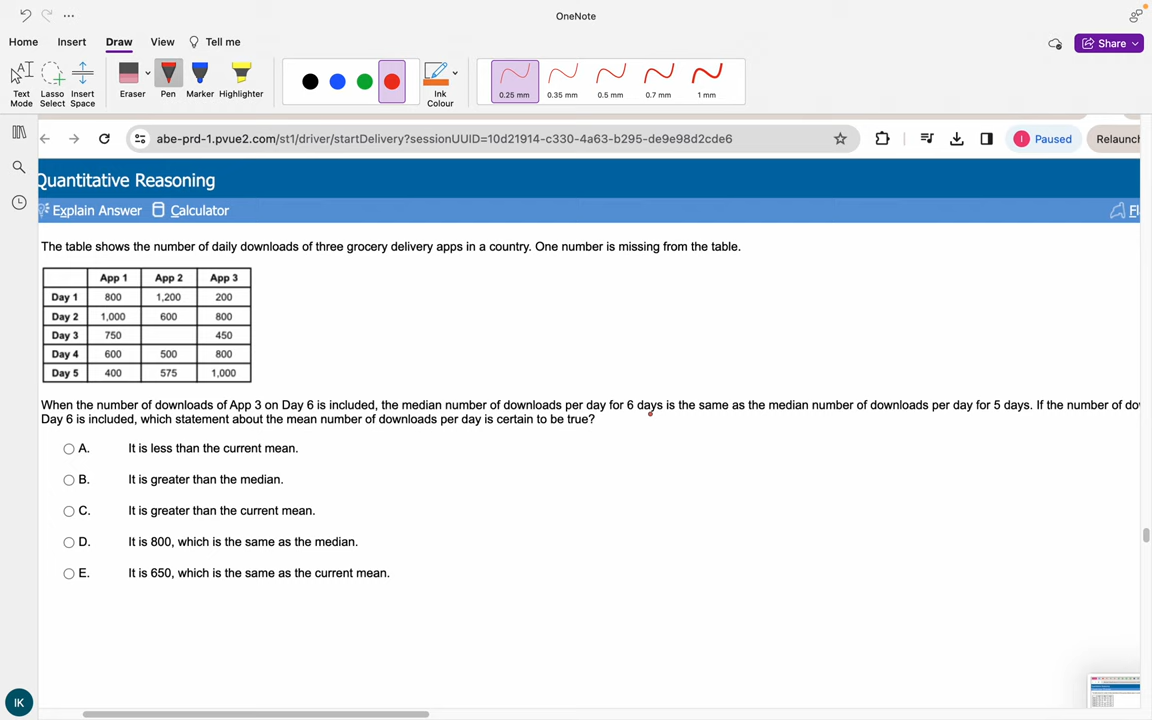 OneNote
Home Insert Draw View Tell me
Share
Text Mode
Lasso Select
Insert Space
Eraser
Pen
Marker
Highlighter
Ink Colour
0.25 mm
0.35 mm
0.5 mm
0.7 mm
1 mm
abe-prd-1.pvue2.com/st1/driver/startDelivery?sessionUUID=10d21914-c330-4a63-b295-de9e98d2cde6
I Paused
Relaunch
Quantitative Reasoning
Explain Answer Calculator
Fl
The table shows the number of daily downloads of three grocery delivery apps in a country. One number is missing from the table.
App 1 App 2 App 3
Day 1 800 1,200 200
Day 2 1,000 600 800
Day 3 750 450
Day 4 600 500 800
Day 5 400 575 1,000
When the number of downloads of App 3 on Day 6 is included, the median number of downloads per day for 6 days is the same as the median number of downloads per day for 5 days. If the number of do
Day 6 is included, which statement about the mean number of downloads per day is certain to be true?
A. It is less than the current mean.
B. It is greater than the median.
C. It is greater than the current mean.
D. It is 800, which is the same as the median.
E. It is 650, which is the same as the current mean.
IK